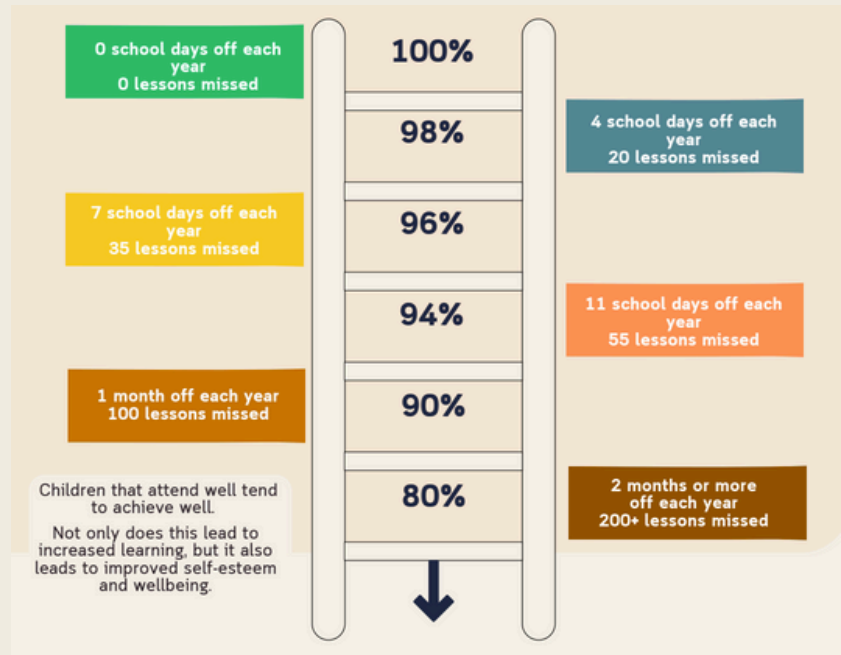 0 school days off each
year
0 lessons missed
100%
98%
4 school days off each
year
20 lessons missed
7 school days off each
year
35 lessons missed
96%
94%
11 school days off each
year
55 lessons missed
1 month off each year
100 lessons missed
90%
80%
2 months or more
off each year
200+ lessons missed
Children that attend well tend
to achieve well.
Not only does this lead to
increased learning, but it also
leads to improved self-esteem
and wellbeing.